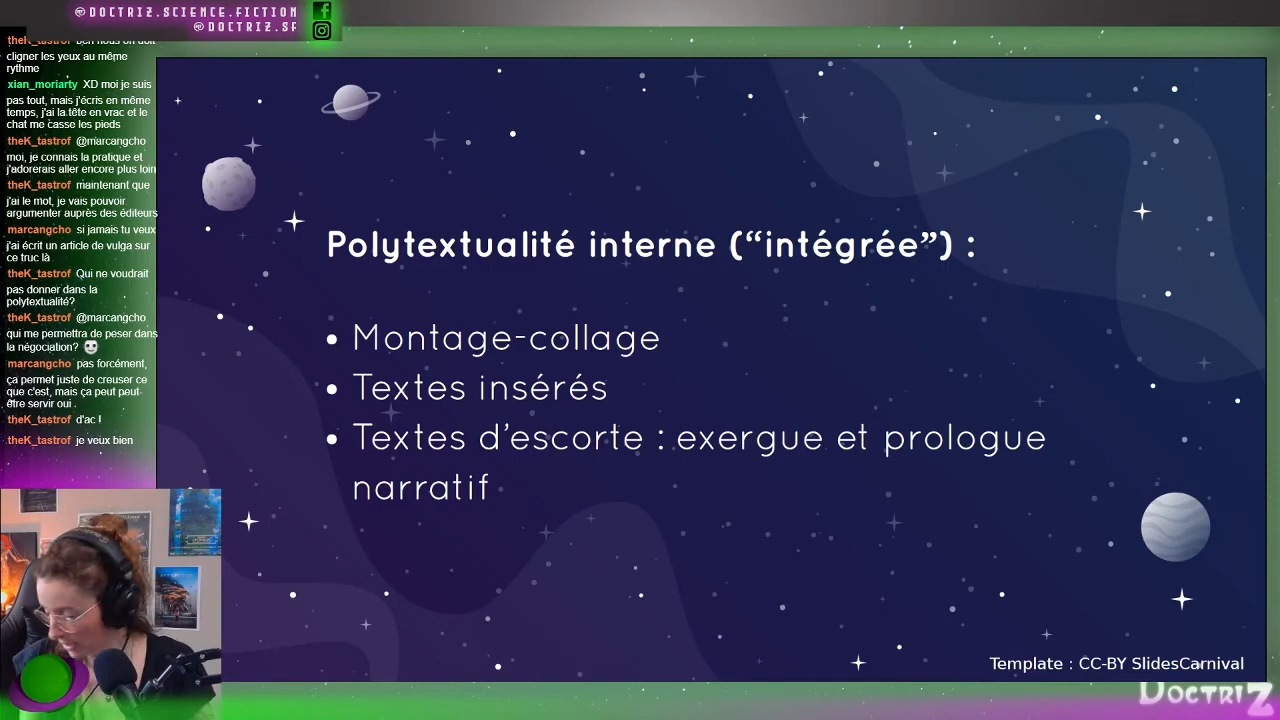 @DOCTRIZ.SCIENCE.FICTION
@DOCTRIZ.SF
theK_tastrof ben nous on doit
cligner les yeux au même
rythme
xian_moriarty XD moi je suis
pas tout, mais j'écris en même
temps, j'ai la tête en vrac et le
chat me casse les pieds
theK_tastrof @marcangcho
moi, je connais la pratique et
j'adorerais aller encore plus loin
theK_tastrof maintenant que
j'ai le mot, je vais pouvoir
argumenter auprès des éditeurs
marcangcho si jamais tu veux
j'ai écrit un article de vulga sur
ce truc là
theK_tastrof Qui ne voudrait
pas donner dans la
polytextualité?
theK_tastrof @marcangcho
qui me permettra de peser dans
la négociation?
marcangcho pas forcément,
ça permet juste de creuser ce
que c'est, mais ça peut peut-
être servir oui .
theK_tastrof d'ac !
theK_tastrof je veux bien
Polytextualité interne (“intégrée”) :
• Montage-collage
• Textes insérés
• Textes d’escorte : exergue et prologue
narratif
Template : CC-BY SlidesCarnival
DOCTRIZ